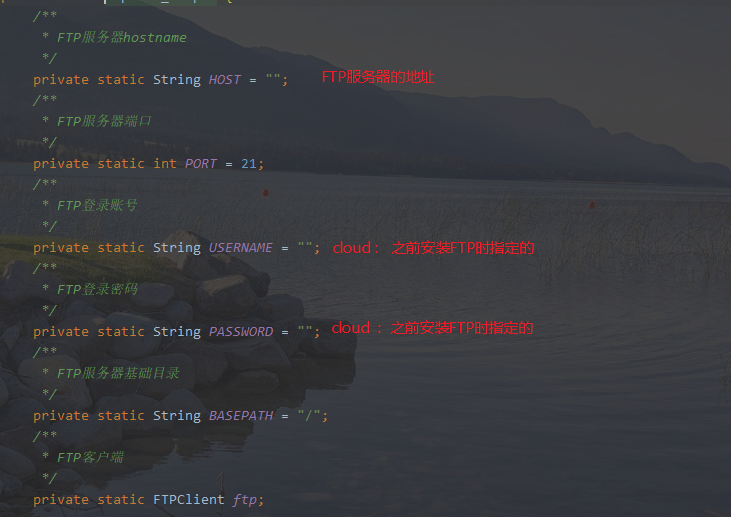 /**
* FTP服务器hostname
*/
private static String HOST = ""; FTP服务器的地址
/**
* FTP服务器端口
*/
private static int PORT = 21;
/**
* FTP登录账号
*/
private static String USERNAME = ""; cloud： 之前安装FTP时指定的
/**
* FTP登录密码
*/
private static String PASSWORD = ""; cloud ：之前安装FTP时指定的
/**
* FTP服务器基础目录
*/
private static String BASEPATH = "/";
/**
* FTP客户端
*/
private static FTPClient ftp;